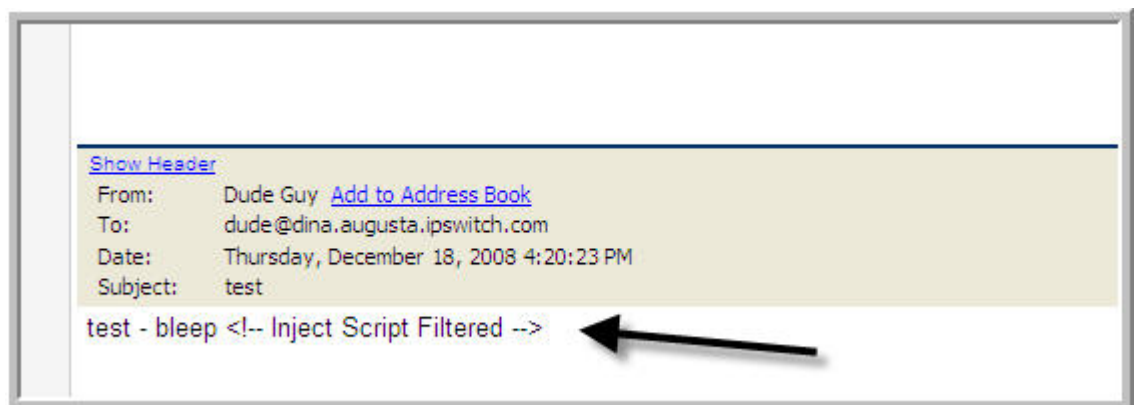 Show Header
From: Dude Guy Add to Address Book
To: dude@dina.augusta.ipswitch.com
Date: Thursday, December 18, 2008 4:20:23 PM
Subject: test
test - bleep <!-- Inject Script Filtered -->